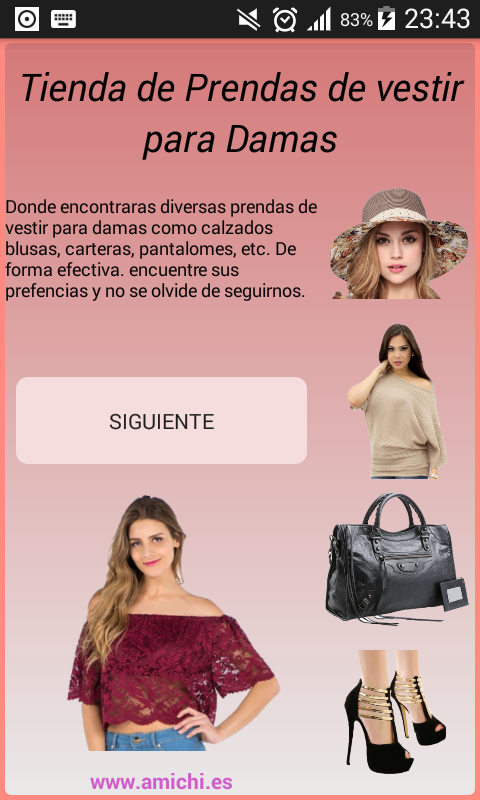 83% 23:43
Tienda de Prendas de vestir
para Damas
Donde encontraras diversas prendas de
vestir para damas como calzados
blusas, carteras, pantalomes, etc. De
forma efectiva. encuentre sus
prefencias y no se olvide de seguirnos.
SIGUIENTE
www.amichi.es